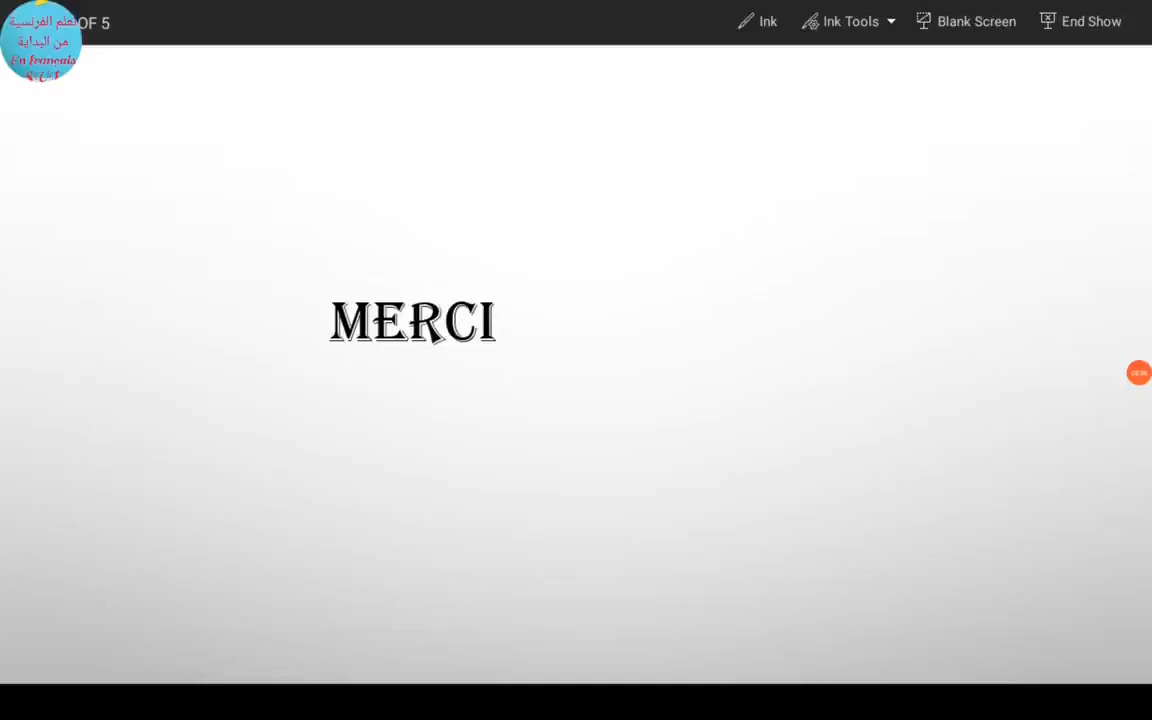 تعلم الفرنسية
من البداية
En français
OF 5
Ink
Ink Tools
Blank Screen
End Show
MERCI